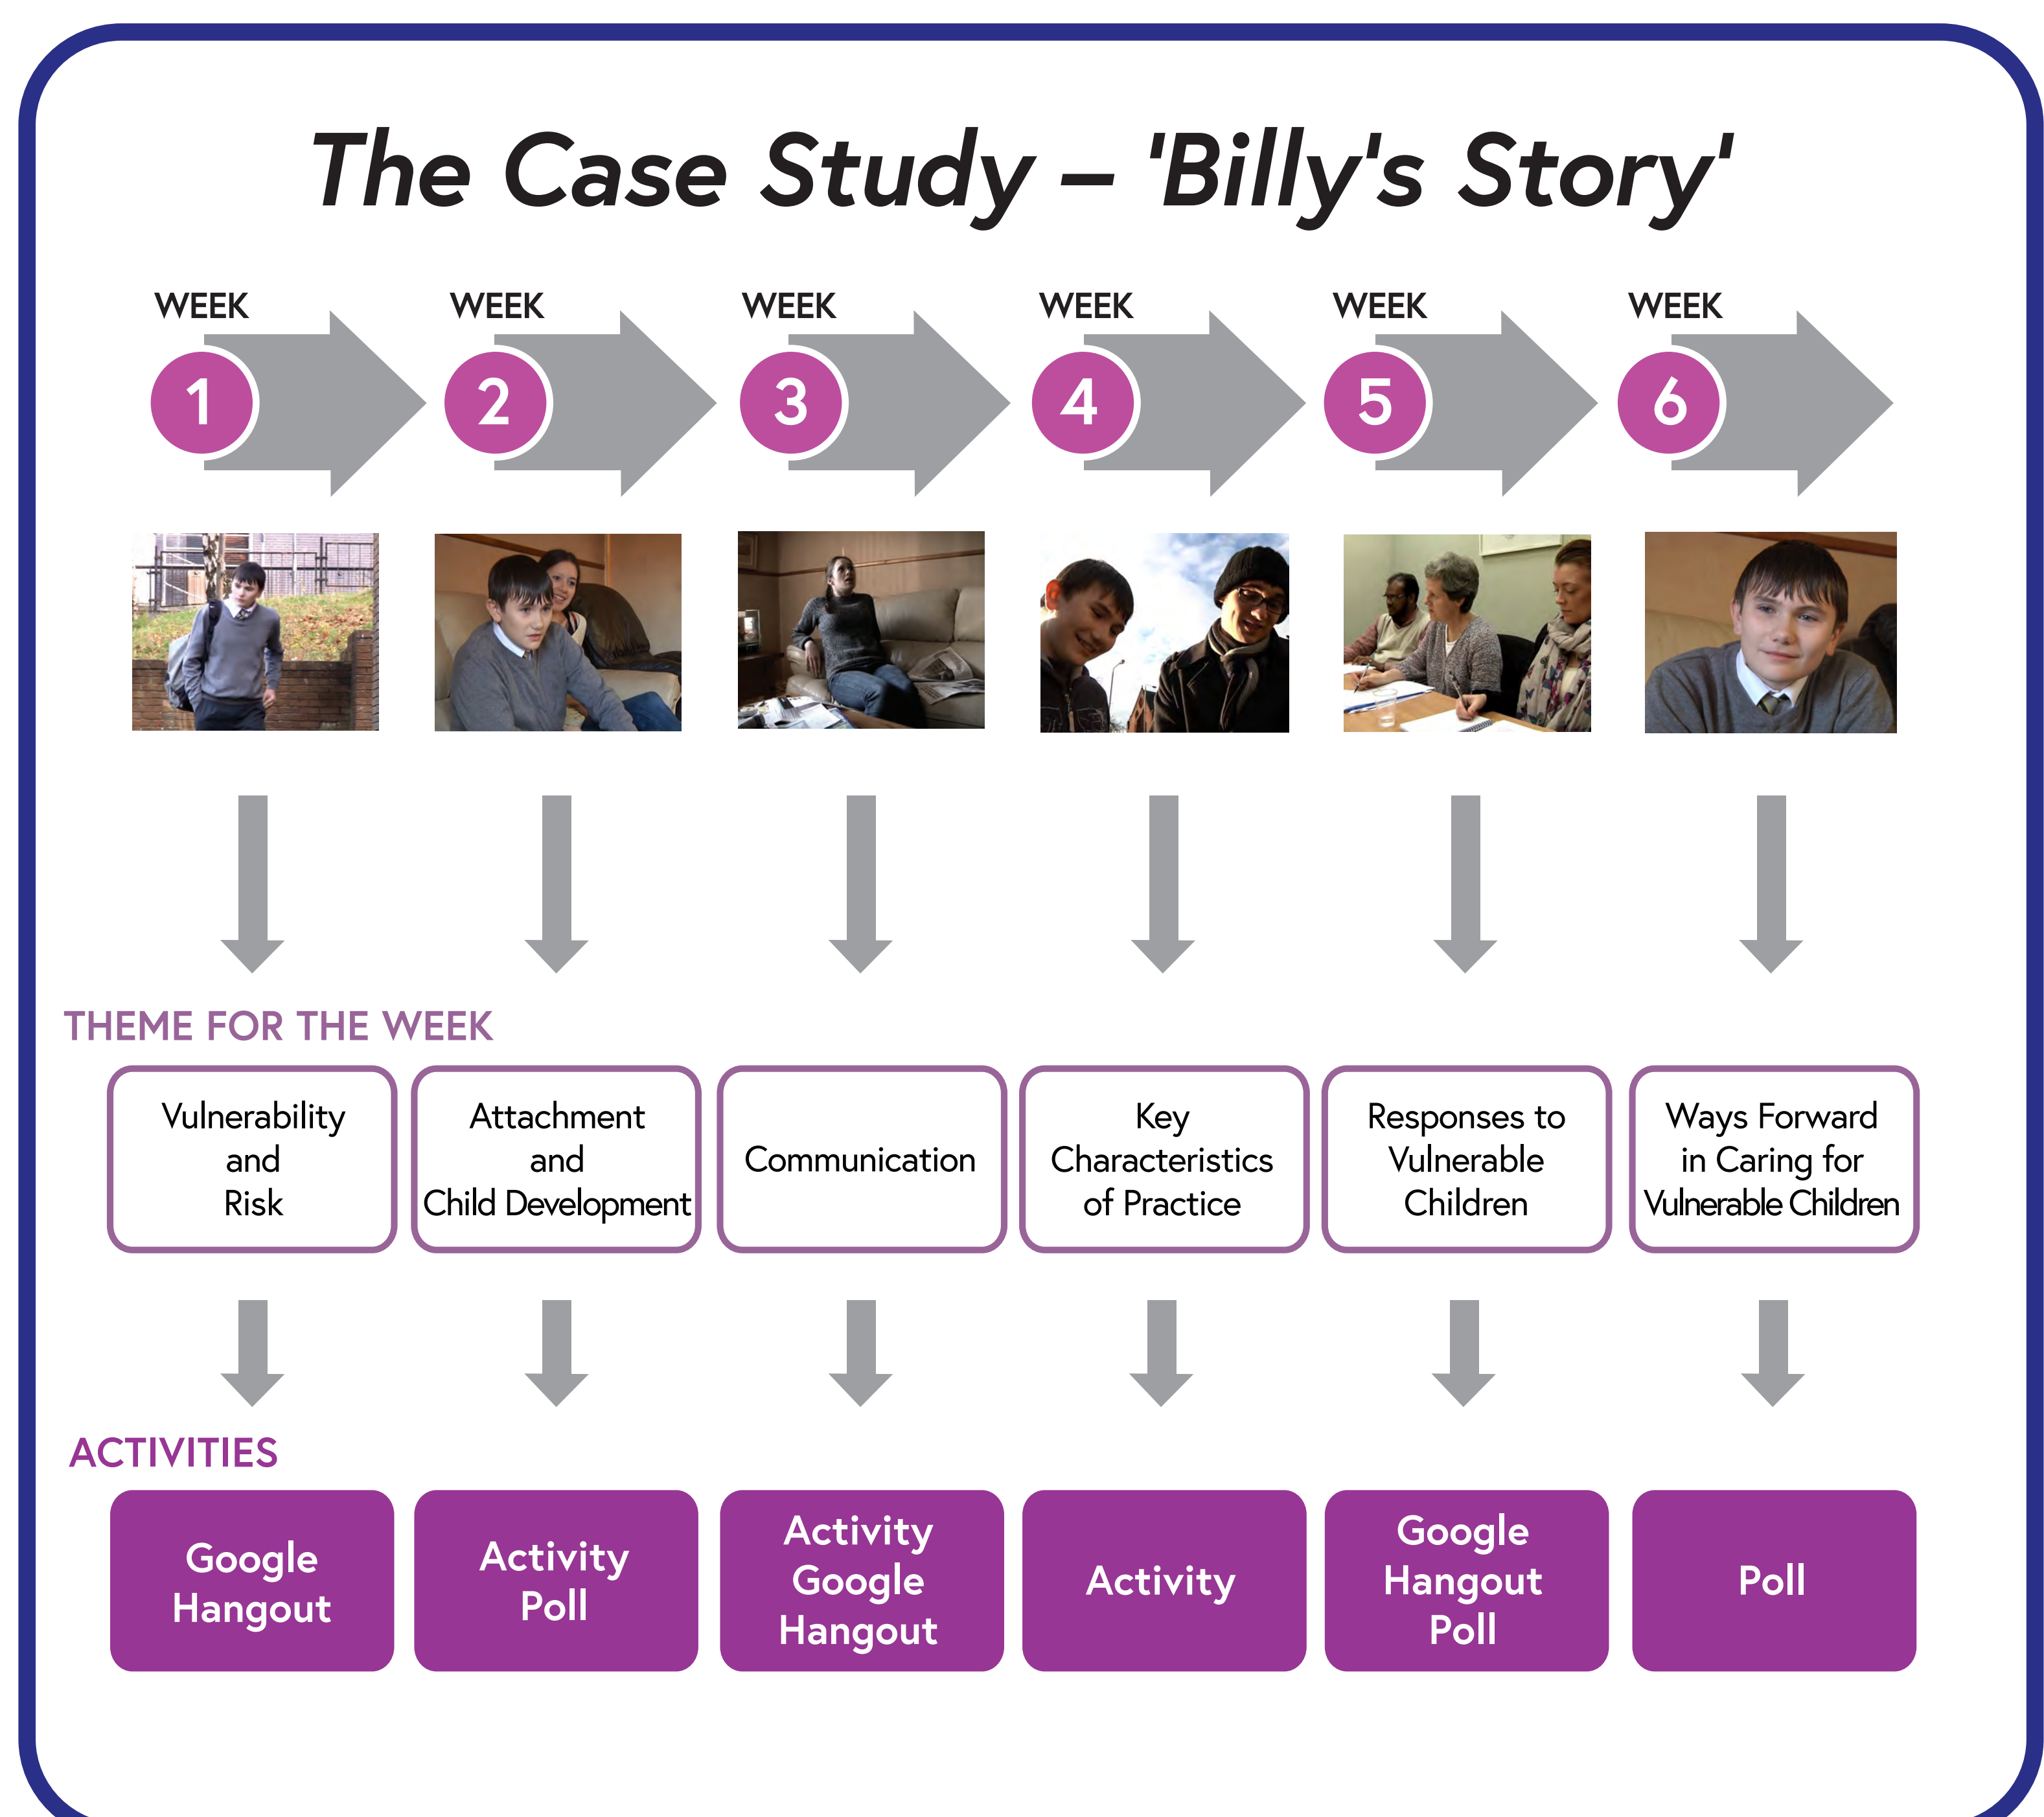 The Case Study – 'Billy's Story'
WEEK WEEK WEEK WEEK WEEK WEEK
1 2 3 4 5 6
THEME FOR THE WEEK
Vulnerability
and
Risk
Attachment
and
Child Development
Communication
Key
Characteristics
of Practice
Responses to
Vulnerable
Children
Ways Forward
in Caring for
Vulnerable Children
ACTIVITIES
Google
Hangout
Activity
Poll
Activity
Google
Hangout
Activity
Google
Hangout
Poll
Poll